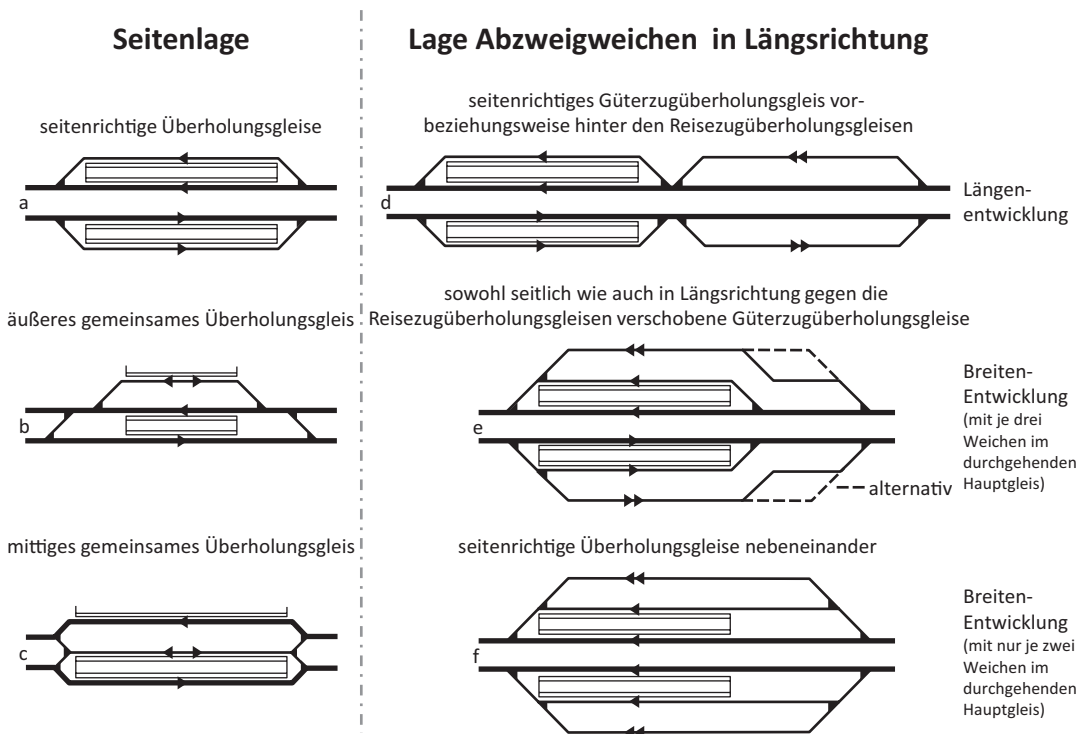 Seitenlage
Lage Abzweigweichen in Längsrichtung
seitenrichtige Überholungsgleise
a
äußeres gemeinsames Überholungsgleis
b
mittiges gemeinsames Überholungsgleis
c
seitenrichtiges Güterzugüberholungsgleis vor-
beziehungsweise hinter den Reisezugüberholungsgleisen
d
Längen-
entwicklung
sowohl seitlich wie auch in Längsrichtung gegen die
Reisezugüberholungsgleisen verschobene Güterzugüberholungsgleise
e
alternativ
Breiten-
Entwicklung
(mit je drei
Weichen im
durchgehenden
Hauptgleis)
seitenrichtige Überholungsgleise nebeneinander
f
Breiten-
Entwicklung
(mit nur je zwei
Weichen im
durchgehenden
Hauptgleis)